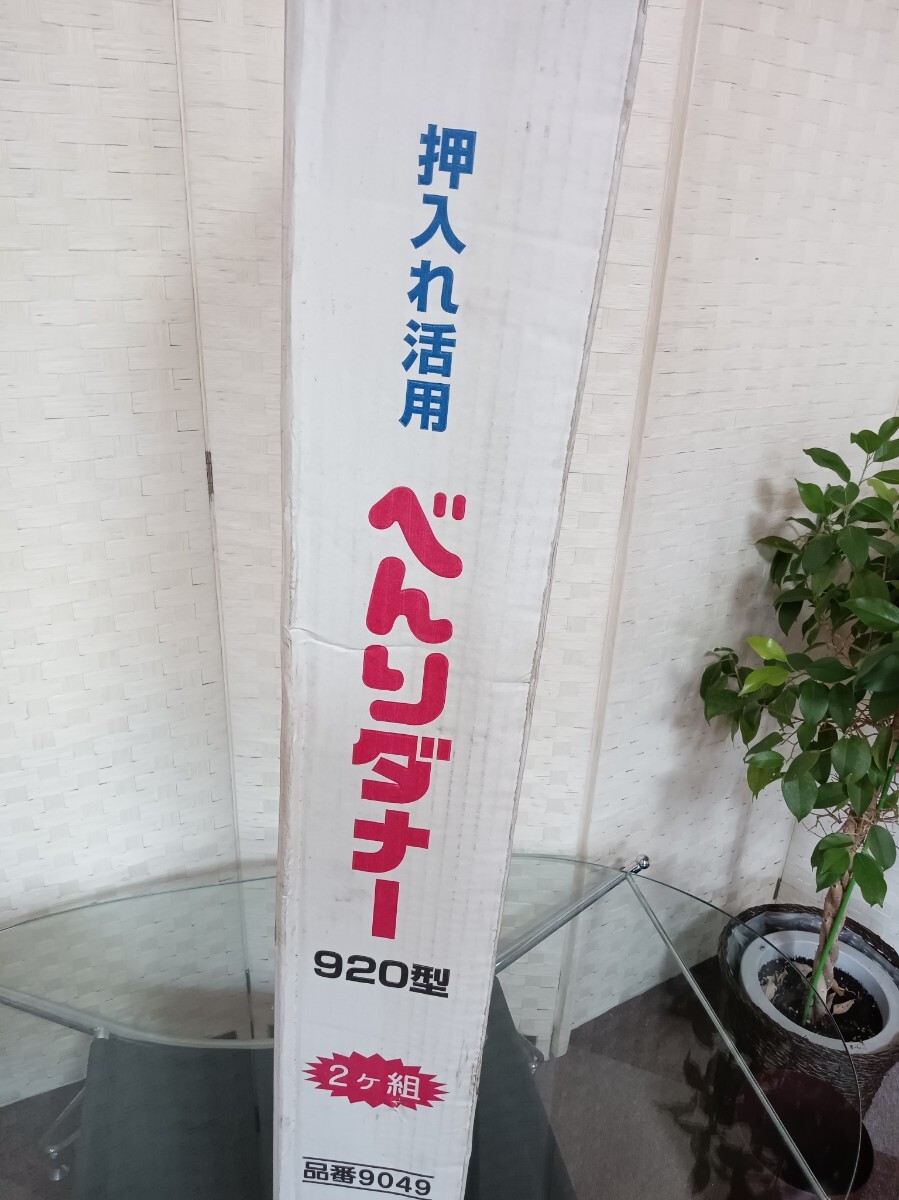 押入れ活用
べんりダナー
920型
2ヶ組
品番9049